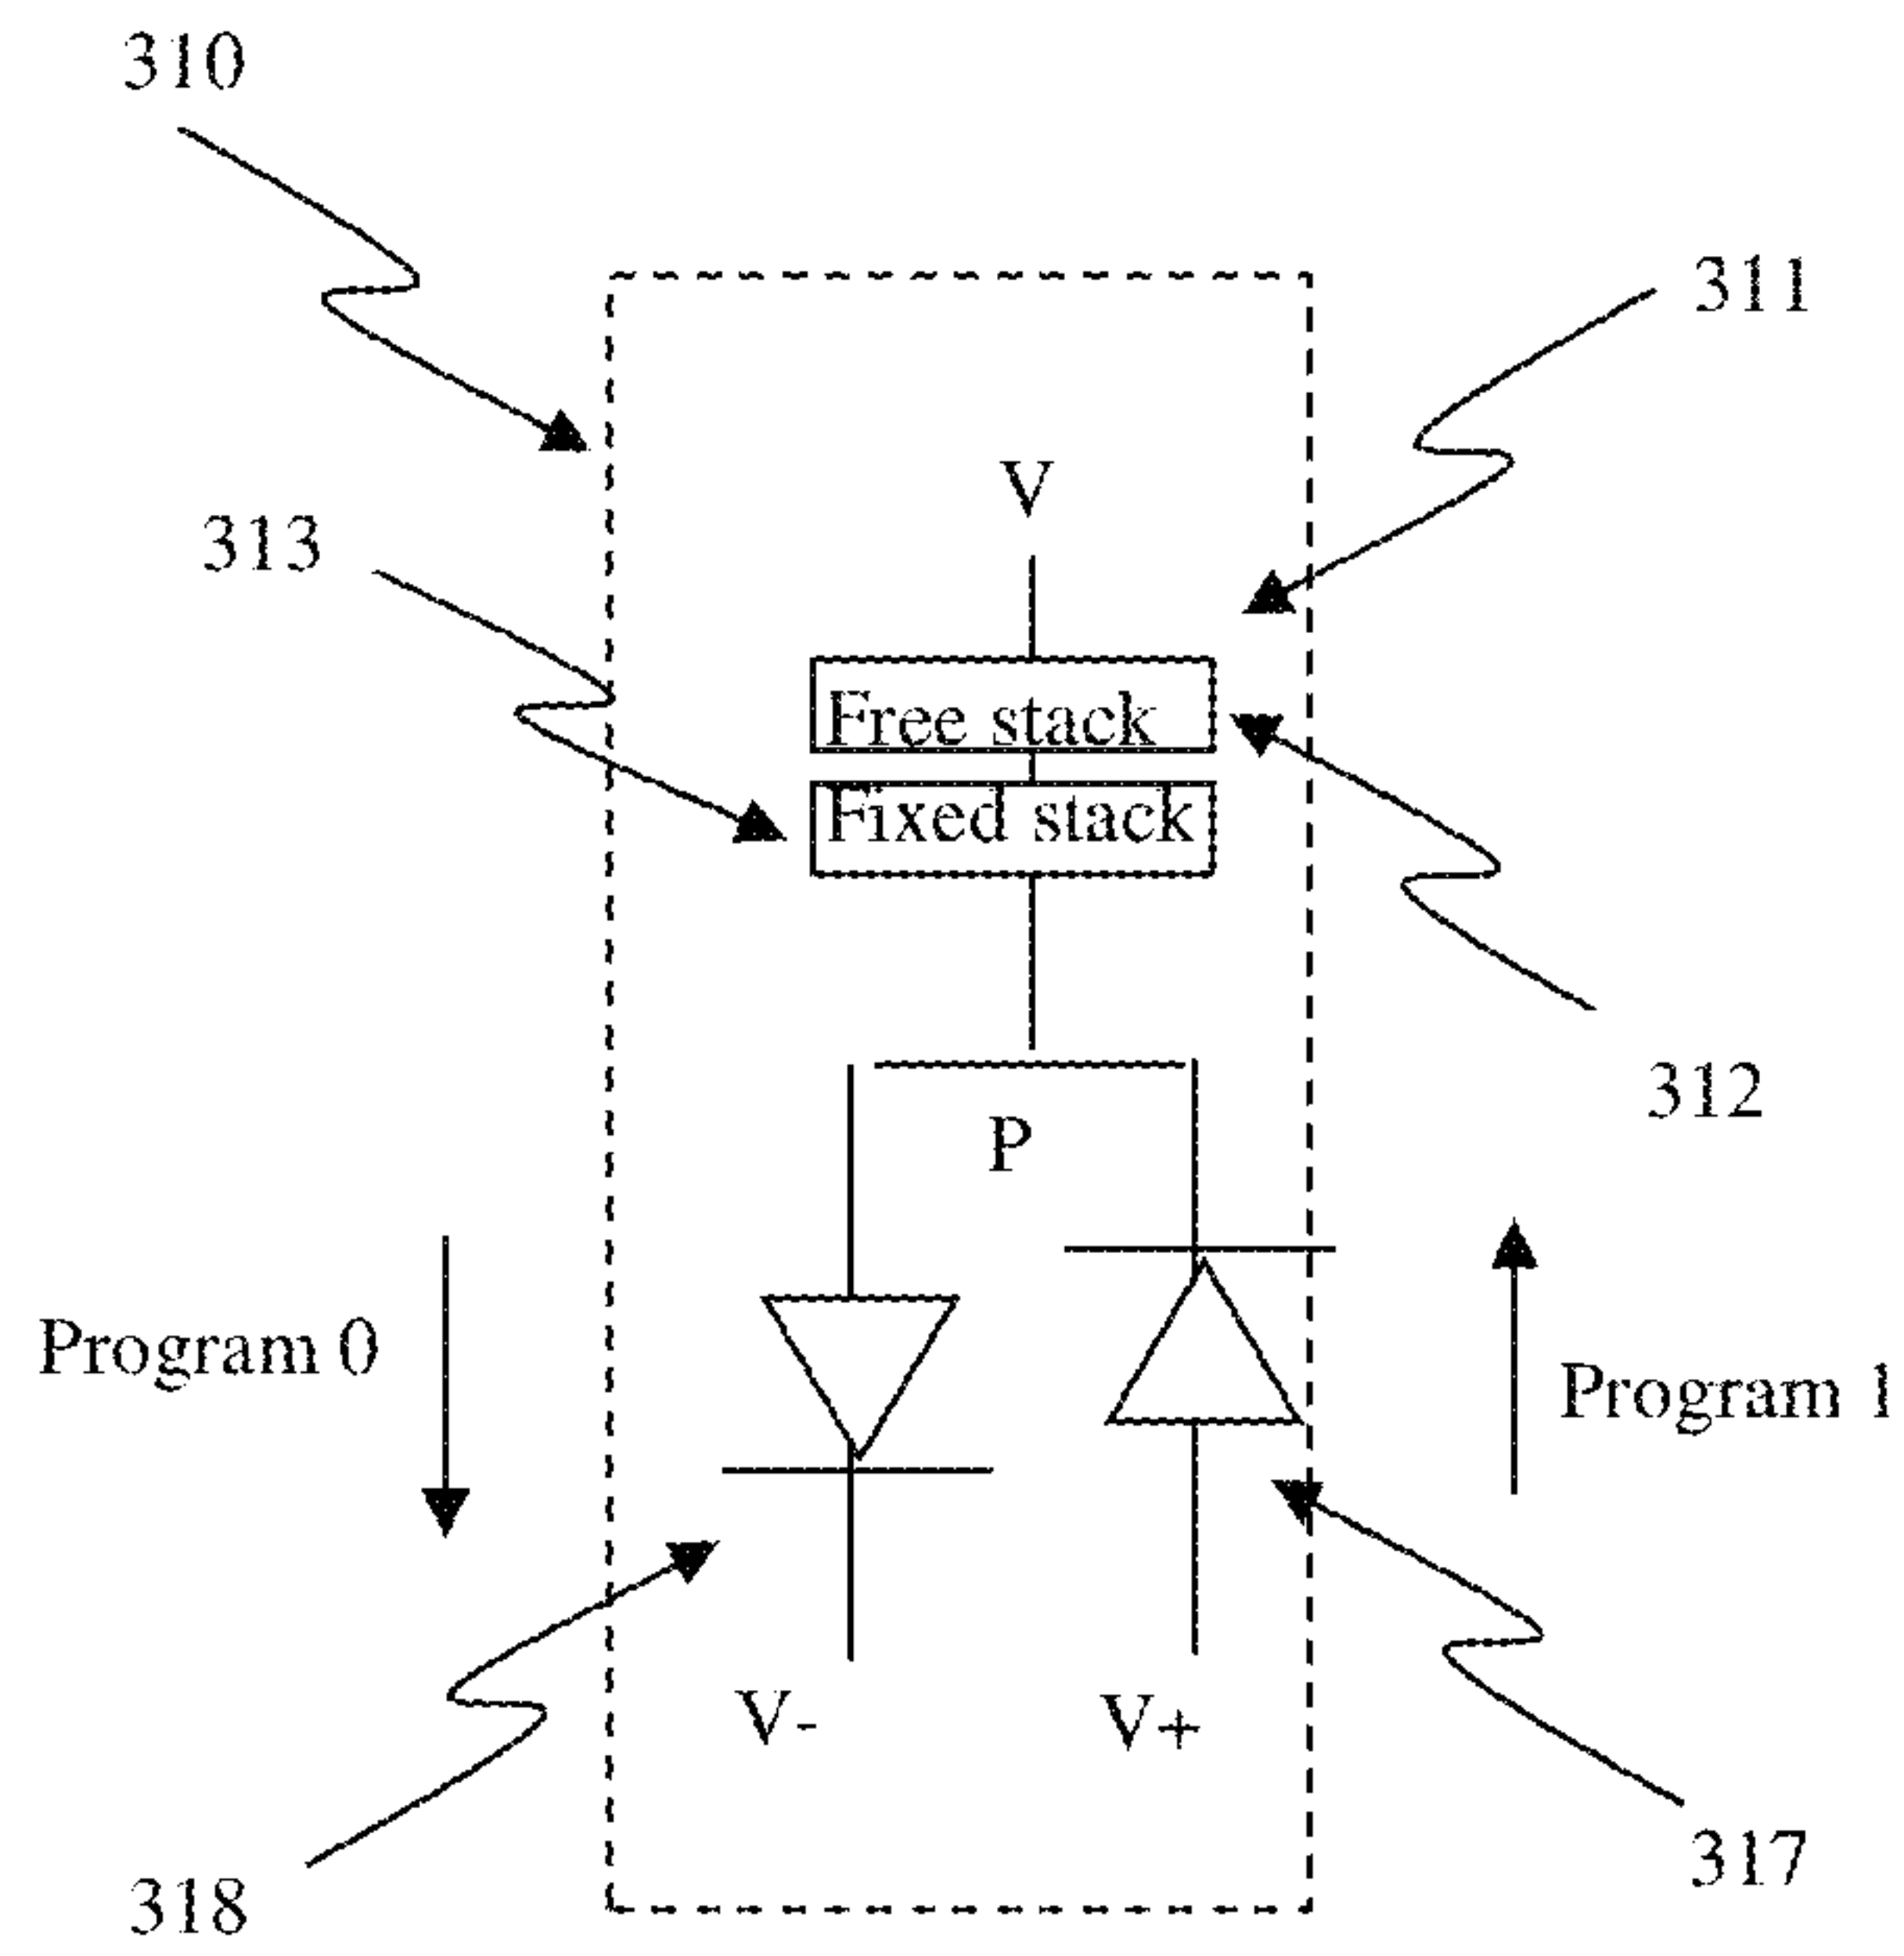 310
311
V
313
Free stack
Fixed stack
312
P
Program 0
Program 1
V-
V+
317
318